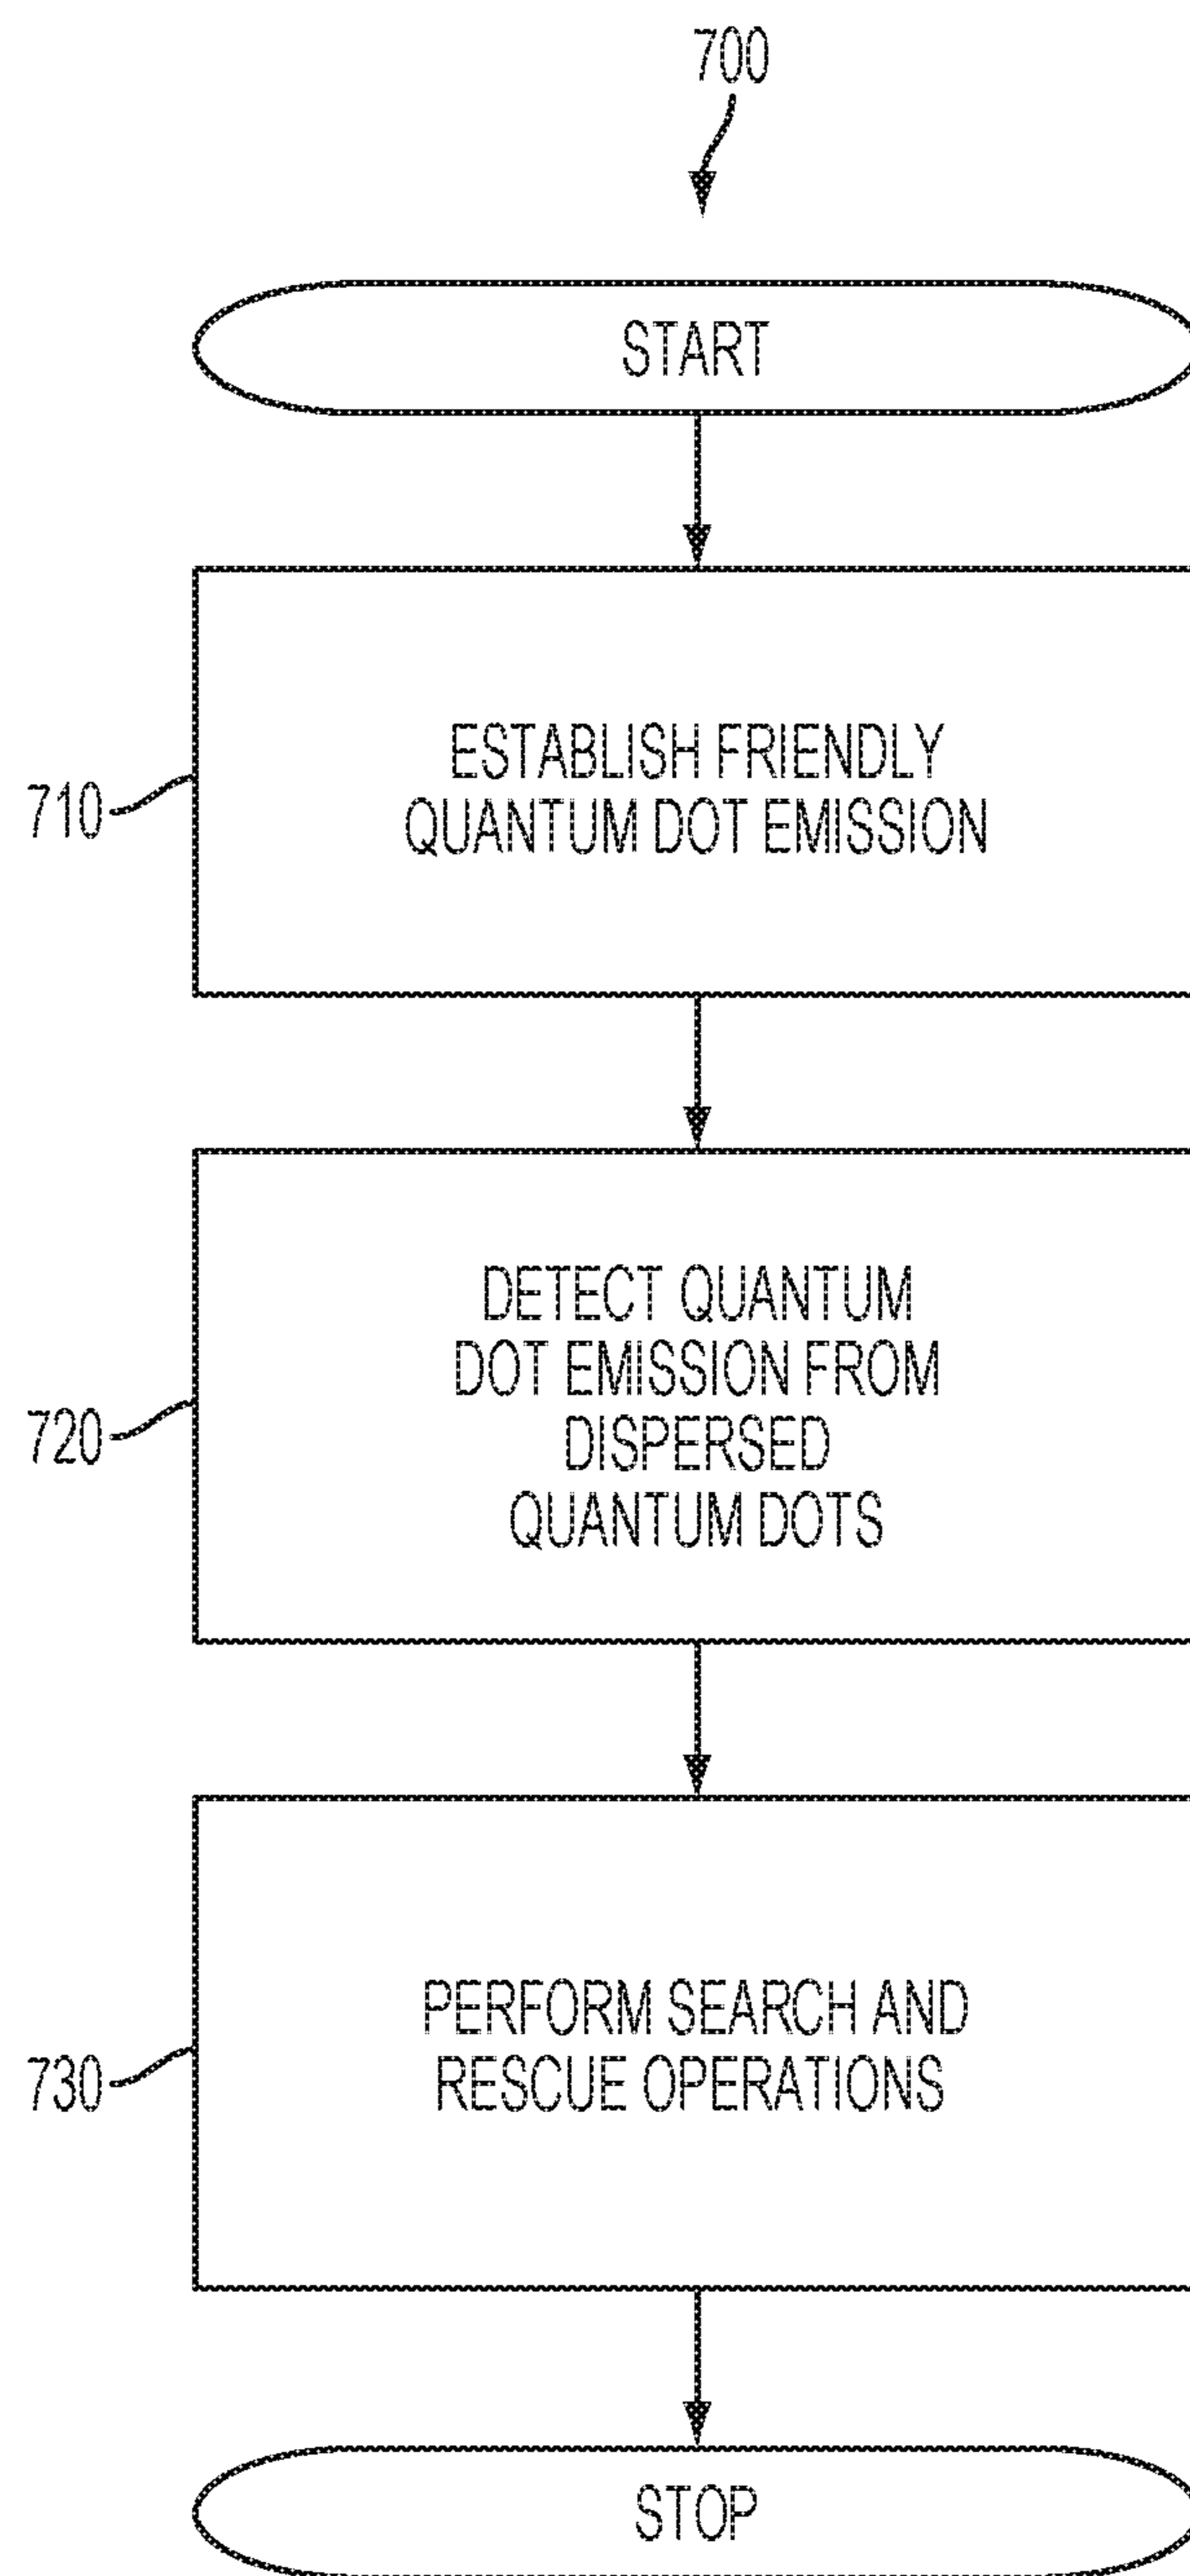 700
START
710
ESTABLISH FRIENDLY
QUANTUM DOT EMISSION
720
DETECT QUANTUM
DOT EMISSION FROM
DISPERSED
QUANTUM DOTS
730
PERFORM SEARCH AND
RESCUE OPERATIONS
STOP